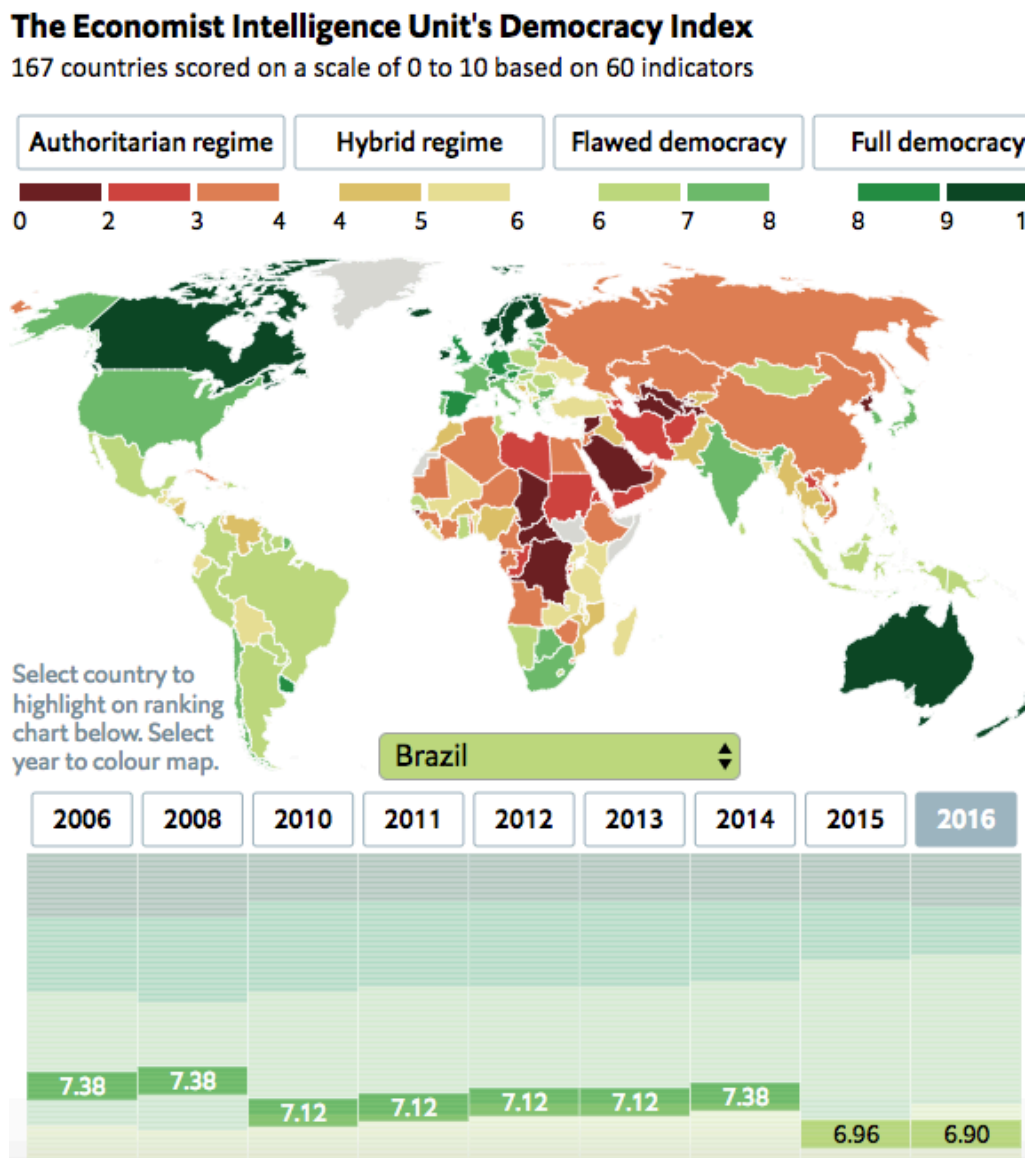 The Economist Intelligence Unit's Democracy Index
167 countries scored on a scale of 0 to 10 based on 60 indicators
Authoritarian regime Hybrid regime Flawed democracy Full democracy
0 2 3 4 4 5 6 6 7 8 8 9 1
Select country to
highlight on ranking
chart below. Select
year to colour map.
Brazil
2006 2008 2010 2011 2012 2013 2014 2015 2016
7.38 7.38 7.12 7.12 7.12 7.12 7.38 6.96 6.90